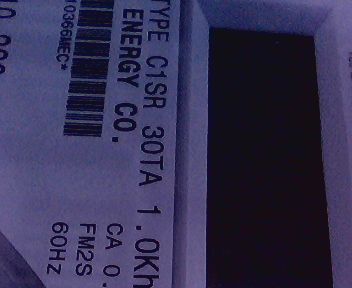 TYPE C1SR 30TA 1.0Kh
ENERGY CO. CA 0.
FM2S
10366MEC* 60HZ